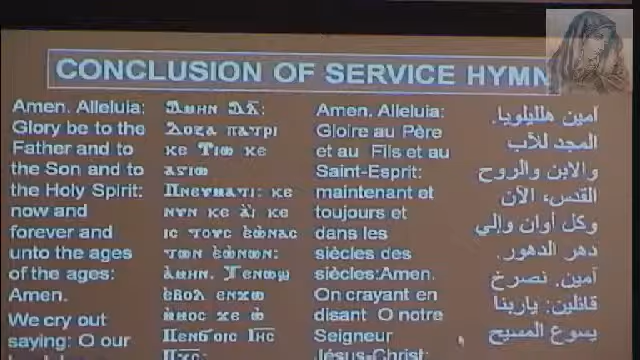 CONCLUSION OF SERVICE HYMN
Amen. Alleluia:
Glory be to the
Father and to
the Son and to
the Holy Spirit:
now and
forever and
unto the ages
of the ages:
Amen.
We cry out
saying: O our
Ⲁⲙⲏⲛ ⲁ̅ⲗ̅:
Ⲇⲟⲝⲁ ⲡⲁⲧⲣⲓ
ⲕⲉ Ⲩⲓⲱ ⲕⲉ
ⲁⲅⲓⲱ
Ⲡⲛⲉⲩⲙⲁⲧⲓ: ⲕⲉ
ⲛⲩⲛ ⲕⲉ ⲁ̀ⲓ̀ ⲕⲉ
ⲓⲥ ⲧⲟⲩⲥ ⲉ̀ⲱ̀ⲛⲁⲥ
ⲧⲱⲛ ⲉ̀ⲱ̀ⲛⲱⲛ:
ⲁ̀ⲙⲏⲛ. Ⲧⲉⲛⲱϣ
ⲉ̀ⲃⲟⲗ ⲉⲛϫⲱ
ⲙ̀ⲙⲟⲥ ϫⲉ ⲱ̀
Ⲡⲉⲛϭⲟⲓⲥ Ⲓⲏ̅ⲥ̅
Ⲡⲭ̅ⲥ̅:
Amen. Alleluia:
Gloire au Père
et au Fils et au
Saint-Esprit:
maintenant et
toujours et
dans les
siècles des
siècles:Amen.
On crayant en
disant O notre
Seigneur
Jésus-Christ:
آمين هلليلويا.
المجد للآب
والابن والروح
القدس، الآن
وكل أوان وإلي
دهر الدهور.
آمين. نصرخ
قائلين: ياربنا
يسوع المسيح